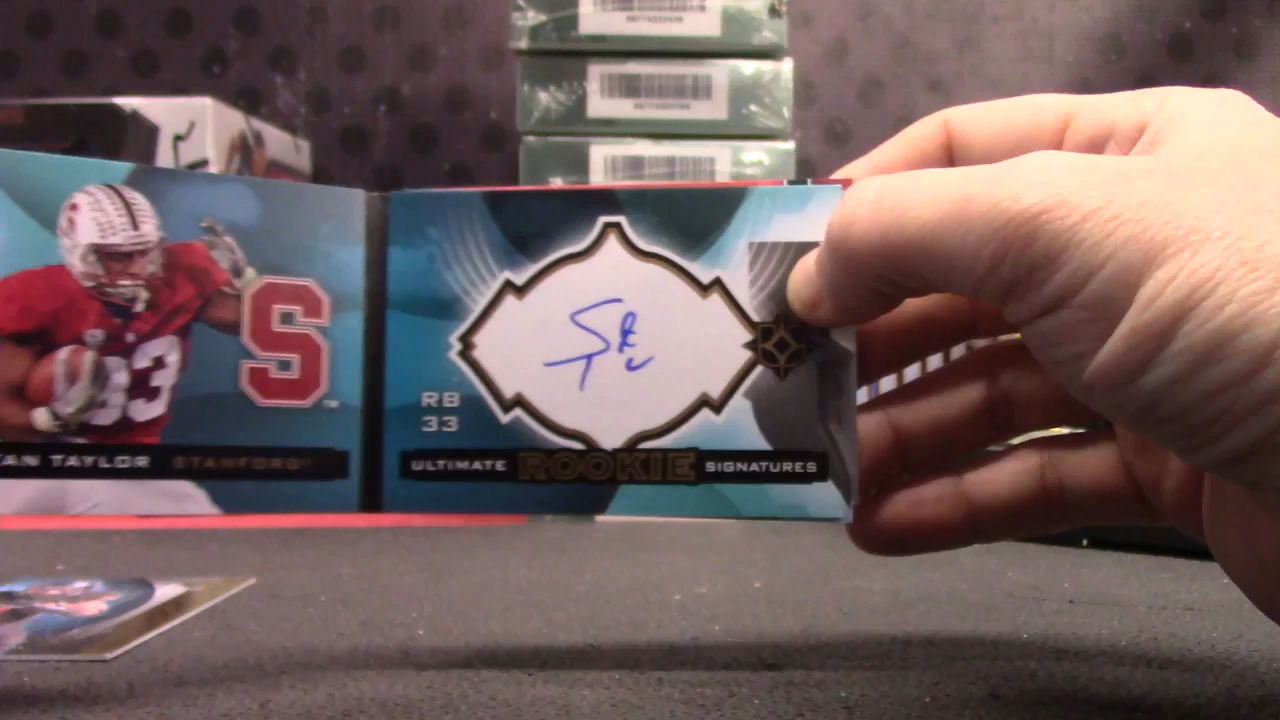 S
33
AN TAYLOR STANFORD
RB
33
ULTIMATE ROOKIE SIGNATURES